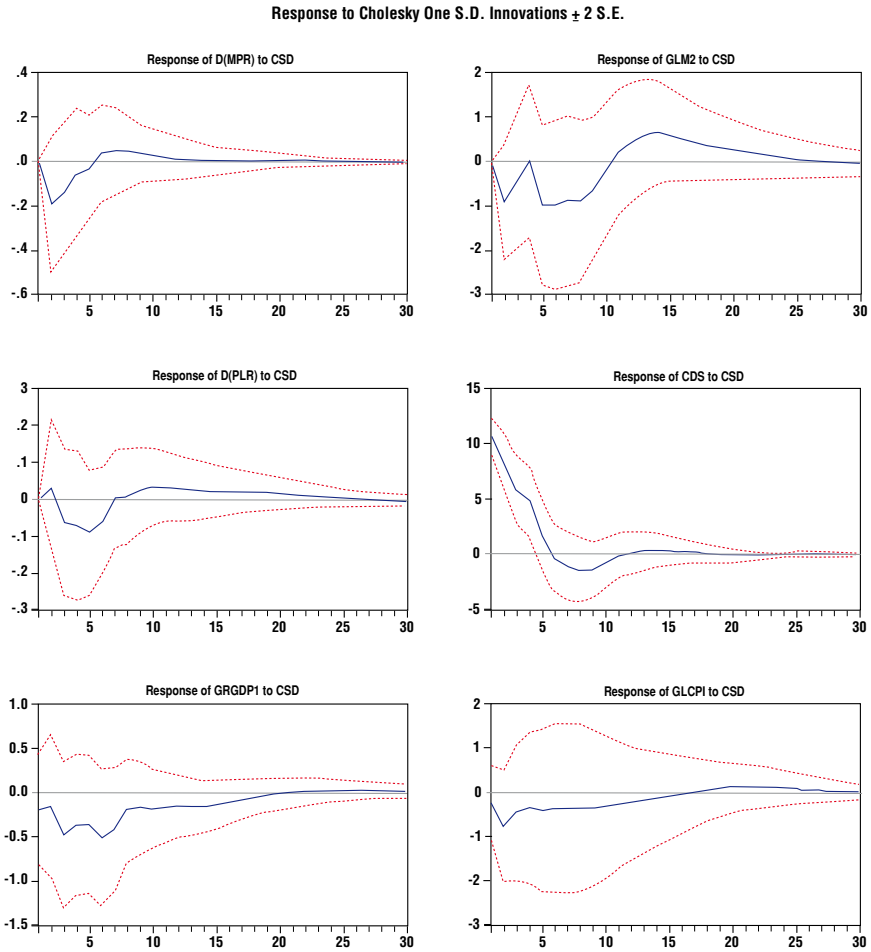 Response to Cholesky One S.D. Innovations ± 2 S.E.
Response of D(MPR) to CSD
.4
.2
.0
-.2
-.4
-.6
5 10 15 20 25 30
Response of GLM2 to CSD
2
1
0
-1
-2
-3
5 10 15 20 25 30
Response of D(PLR) to CSD
3
.2
.1
0
-.1
-.2
-.3
5 10 15 20 25 30
Response of CDS to CSD
15
10
5
0
-5
5 10 15 20 25 30
Response of GRGDP1 to CSD
1.0
0.5
0.0
-0.5
-1.0
-1.5
5 10 15 20 25 30
Response of GLCPI to CSD
2
1
0
-1
-2
-3
5 10 15 20 25 30